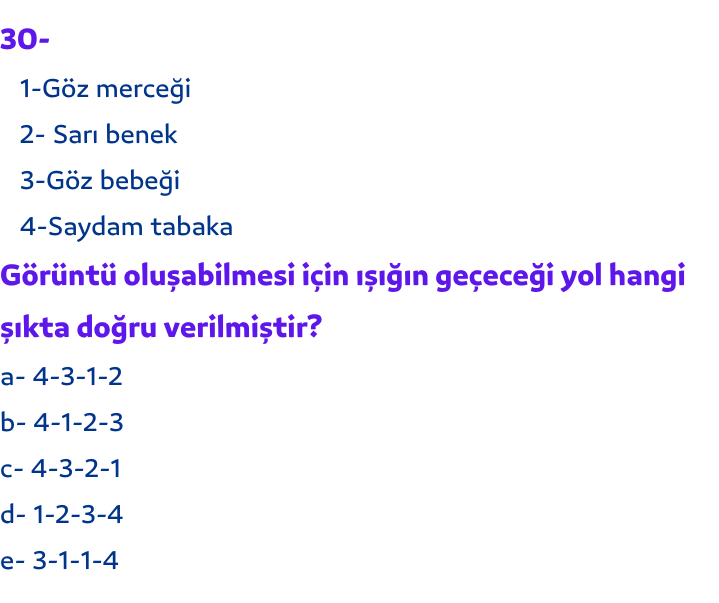 30-
1-Göz merceği
2- Sarı benek
3-Göz bebeği
4-Saydam tabaka
Görüntü oluşabilmesi için ışığın geçeceği yol hangi
şıkta doğru verilmiştir?
a- 4-3-1-2
b- 4-1-2-3
c- 4-3-2-1
d- 1-2-3-4
e- 3-1-1-4